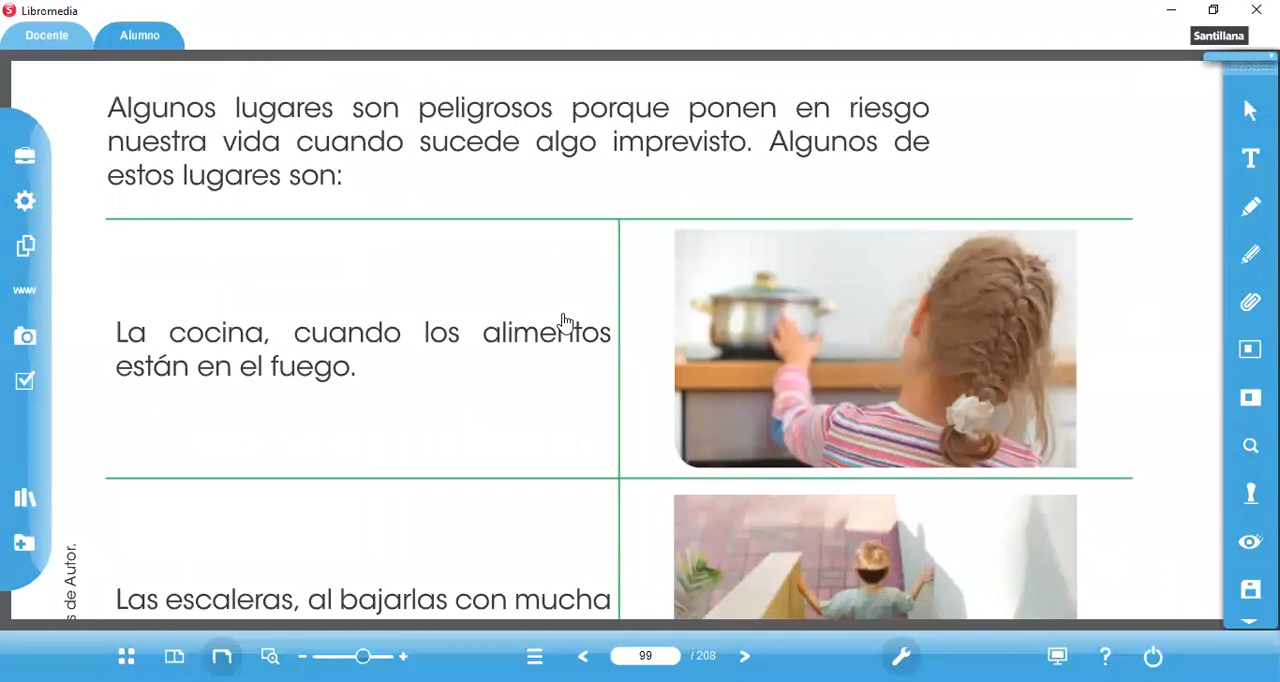 Libromedia
Docente
Alumno
Santillana
Algunos lugares son peligrosos porque ponen en riesgo
nuestra vida cuando sucede algo imprevisto. Algunos de
estos lugares son:
La cocina, cuando los alimentos
están en el fuego.
Las escaleras, al bajarlas con mucha
s de Autor.
www
T
99 / 208